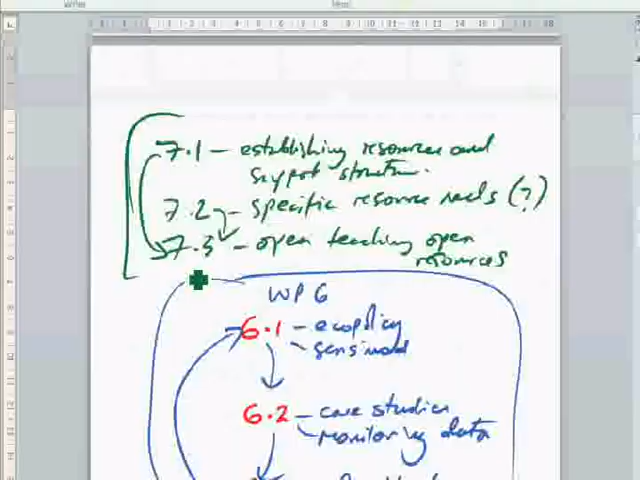 7.1 - establishing resources and
support structure.
7.2 - specific resource needs (?)
7.3 - open teaching open
resources
WP 6
6.1 - ecopolicy
- sensimod
6.2 - case studies
- monitoring data